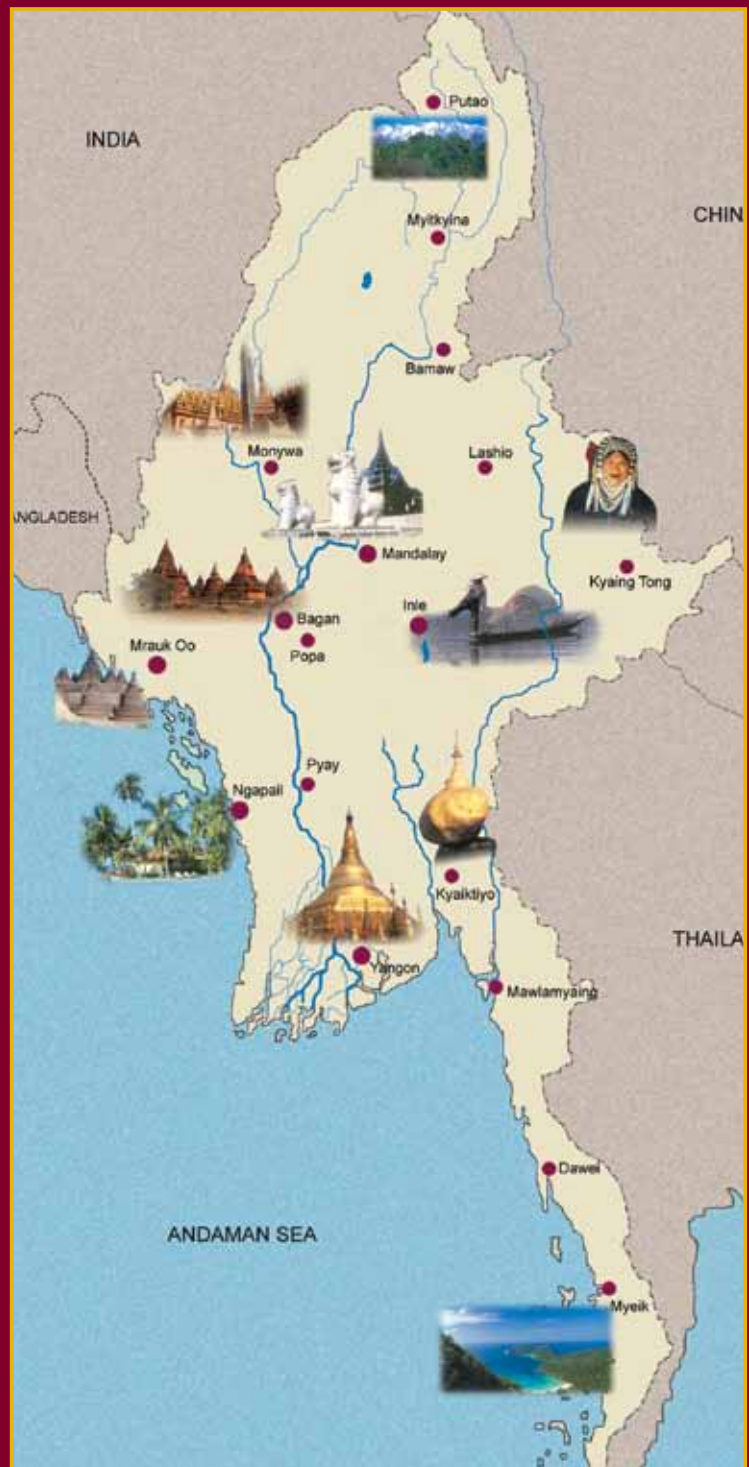 Putao
INDIA
CHIN
Myitkyina
Bamaw
Monywa
Lashio
ANGLADESH
Mandalay
Kyaing Tong
Bagan
Inle
Mrauk Oo
Popa
Pyay
Ngapali
Kyaiktiyo
THAILA
Yangon
Mawlamyaing
Dawei
ANDAMAN SEA
Myeik